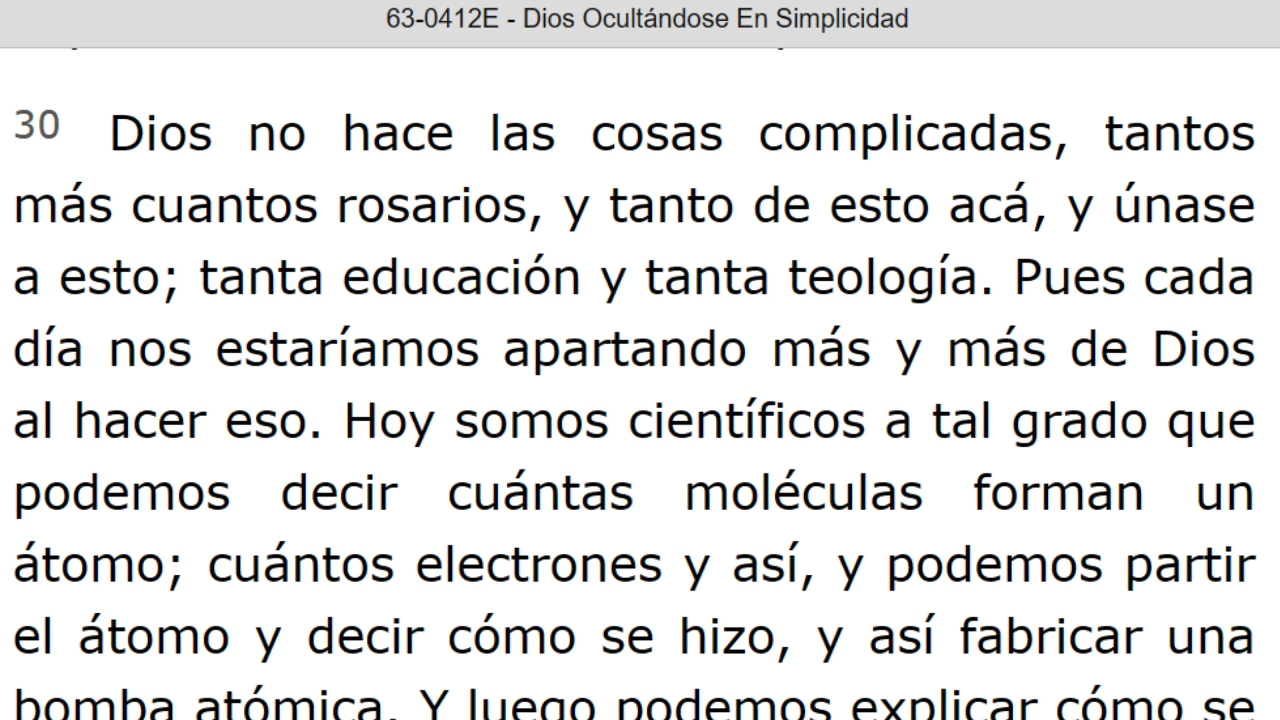 63-0412E - Dios Ocultándose En Simplicidad
30 Dios no hace las cosas complicadas, tantos
más cuantos rosarios, y tanto de esto acá, y únase
a esto; tanta educación y tanta teología. Pues cada
día nos estaríamos apartando más y más de Dios
al hacer eso. Hoy somos científicos a tal grado que
podemos decir cuántas moléculas forman un
átomo; cuántos electrones y así, y podemos partir
el átomo y decir cómo se hizo, y así fabricar una
bomba atómica. Y luego podemos explicar cómo se